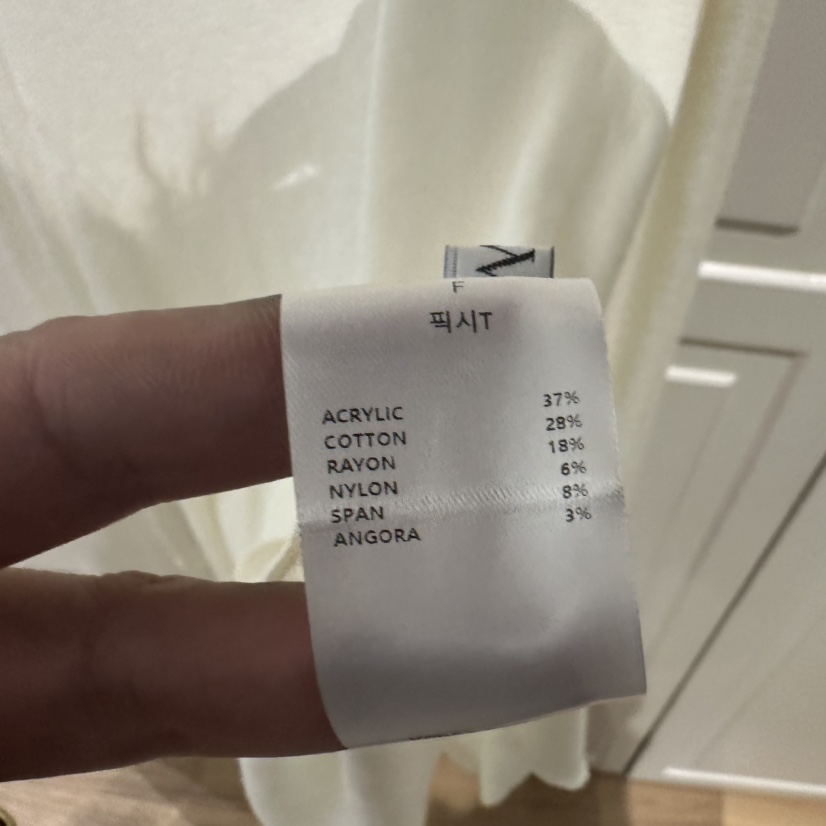 F
픽시T
ACRYLIC 37%
COTTON 28%
RAYON 18%
NYLON 6%
SPAN 8%
ANGORA 3%